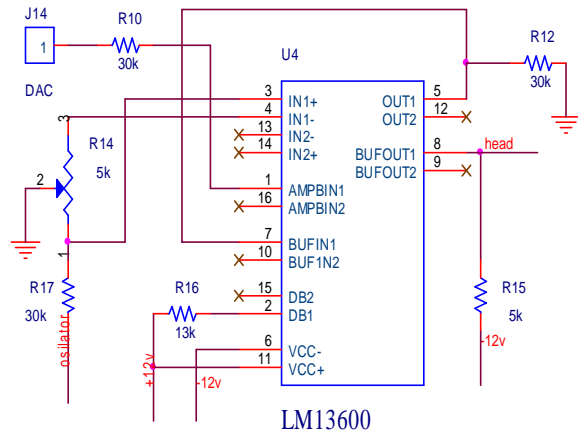 J14
1
R10
30k
DAC
U4
R12
30k
3
IN1+
4
IN1-
13
IN2-
14
IN2+
1
AMPBIN1
16
AMPBIN2
7
BUFIN1
10
BUF1N2
15
DB2
2
DB1
6
VCC-
11
VCC+
5
OUT1
12
OUT2
8
BUFOUT1
9
BUFOUT2
head
3
R14
2
5k
1
R17
30k
osilator
R16
13k
+12v
-12v
R15
5k
-12v
LM13600